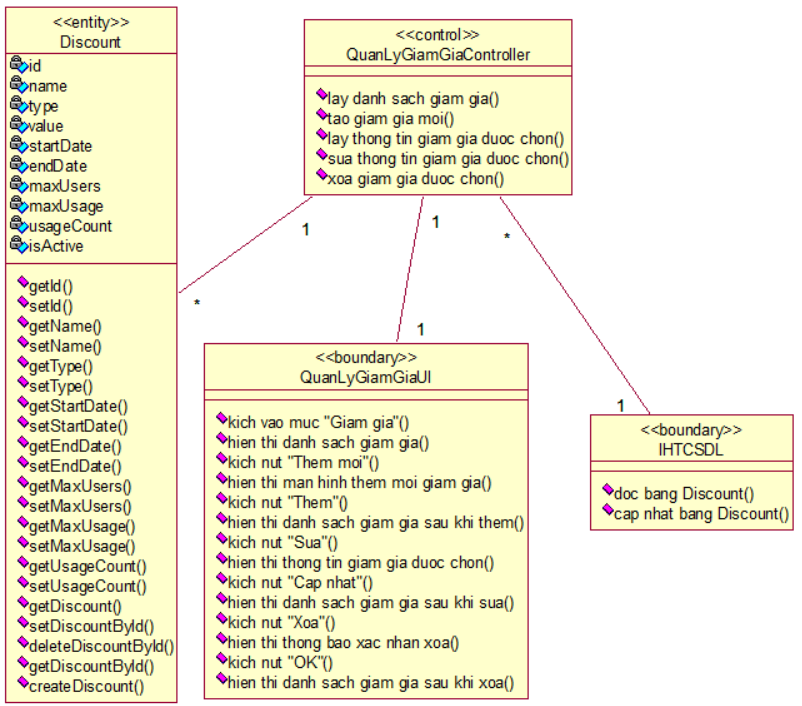 <<entity>>
Discount
id
name
type
value
startDate
endDate
maxUsers
maxUsage
usageCount
isActive
getId()
setId()
getName()
setName()
getType()
setType()
getStartDate()
setStartDate()
getEndDate()
setEndDate()
getMaxUsers()
setMaxUsers()
getMaxUsage()
setMaxUsage()
getUsageCount()
setUsageCount()
getDiscount()
setDiscountById()
deleteDiscountById()
getDiscountById()
createDiscount()
<<control>>
QuanLyGiamGiaController
lay danh sach giam gia()
tao giam gia moi()
lay thong tin giam gia duoc chon()
sua thong tin giam gia duoc chon()
xoa giam gia duoc chon()
1
*
1
1
*
1
<<boundary>>
QuanLyGiamGiaUI
kich vao muc "Giam gia"()
hien thi danh sach giam gia()
kich nut "Them moi"()
hien thi man hinh them moi giam gia()
kich nut "Them"()
hien thi danh sach giam gia sau khi them()
kich nut "Sua"()
hien thi thong tin giam gia duoc chon()
kich nut "Cap nhat"()
hien thi danh sach giam gia sau khi sua()
kich nut "Xoa"()
hien thi thong bao xac nhan xoa()
kich nut "OK"()
hien thi danh sach giam gia sau khi xoa()
<<boundary>>
IHTCSDL
doc bang Discount()
cap nhat bang Discount()